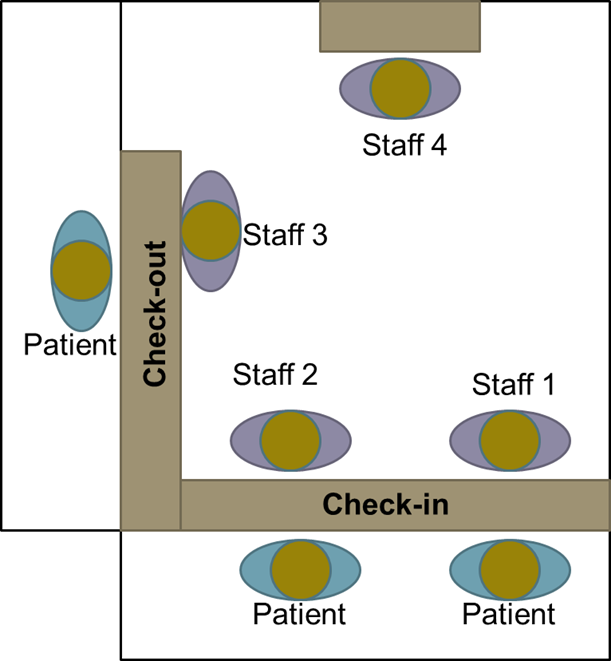 Staff 4
Staff 3
Check-out
Patient
Staff 2
Staff 1
Check-in
Patient
Patient